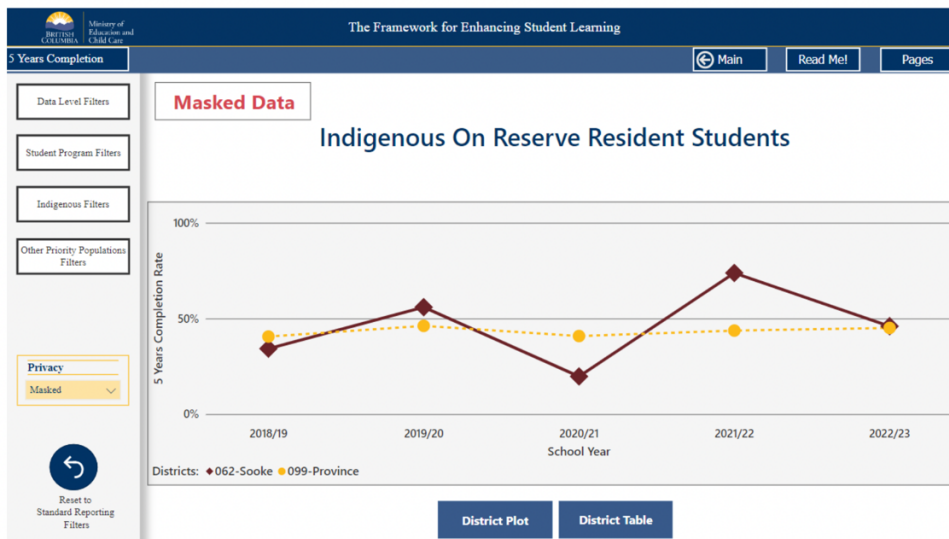 BRITISH
COLUMBIA
Ministry of
Education and
Child Care
The Framework for Enhancing Student Learning
5 Years Completion
Main
Read Me!
Pages
Data Level Filters
Student Program Filters
Indigenous Filters
Other Priority Populations
Filters
Privacy
Masked
Reset to
Standard Reporting
Filters
Masked Data
Indigenous On Reserve Resident Students
5 Years Completion Rate
100%
50%
0%
2018/19
2019/20
2020/21
2021/22
2022/23
School Year
Districts: 062-Sooke 099-Province
District Plot
District Table